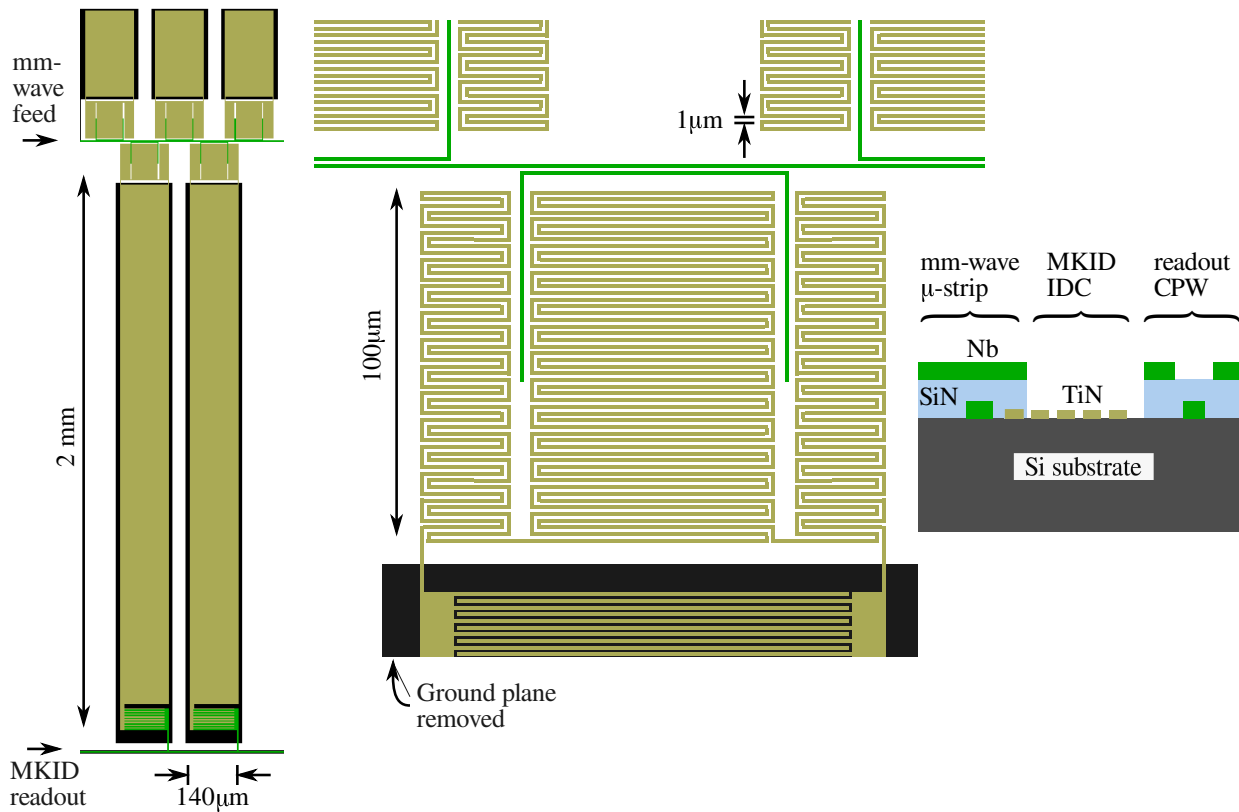 mm-
wave
feed
2 mm
MKID
readout
140μm
1μm
100μm
Ground plane
removed
mm-wave
μ-strip
MKID
IDC
readout
CPW
Nb
SiN
TiN
Si substrate